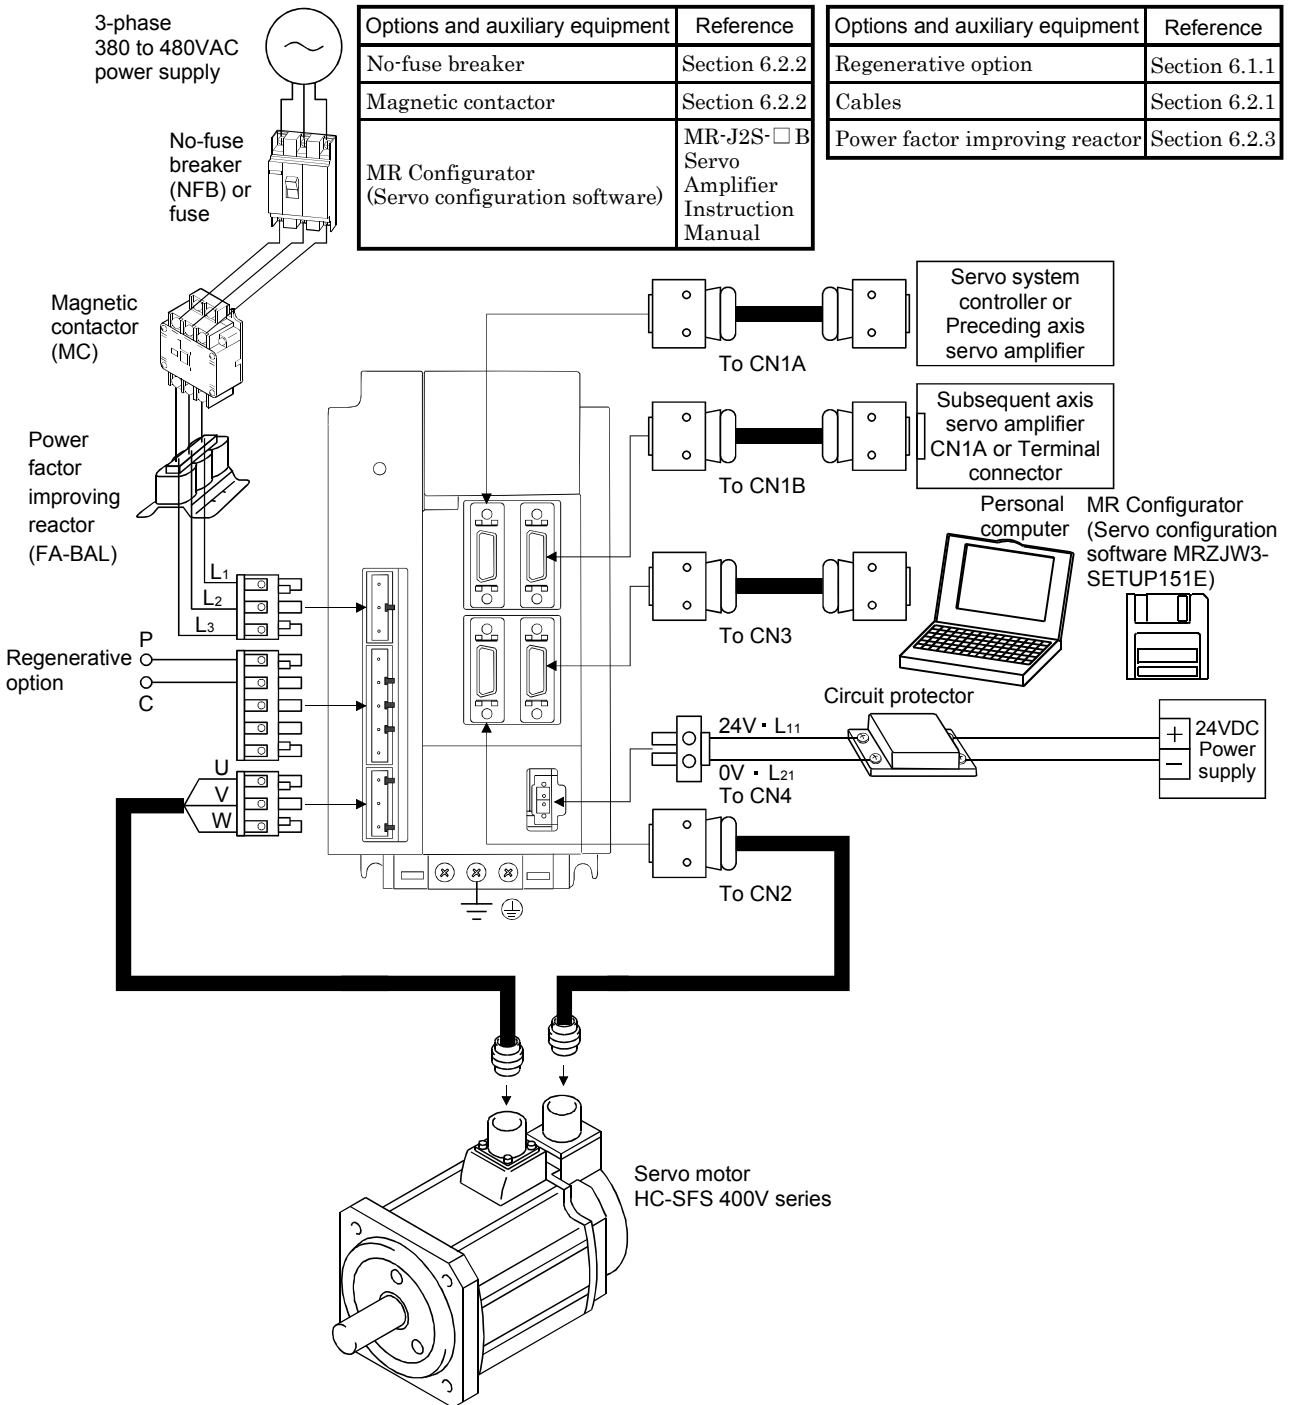 3-phase
380 to 480VAC
power supply
Options and auxiliary equipment Reference
No-fuse breaker Section 6.2.2
Magnetic contactor Section 6.2.2
MR Configurator
(Servo configuration software)
MR-J2S-□ B
Servo
Amplifier
Instruction
Manual
Options and auxiliary equipment Reference
Regenerative option Section 6.1.1
Cables Section 6.2.1
Power factor improving reactor Section 6.2.3
No-fuse
breaker
(NFB) or
fuse
Magnetic
contactor
(MC)
Servo system
controller or
Preceding axis
servo amplifier
To CN1A
Subsequent axis
servo amplifier
CN1A or Terminal
connector
To CN1B
Power
factor
improving
reactor
(FA-BAL)
Personal
computer
MR Configurator
(Servo configuration
software MRZJW3-
SETUP151E)
To CN3
L1
L2
L3
P
Regenerative
option
C
Circuit protector
24V・L11
0V・L21
To CN4
+
−
24VDC
Power
supply
U
V
W
To CN2
Servo motor
HC-SFS 400V series